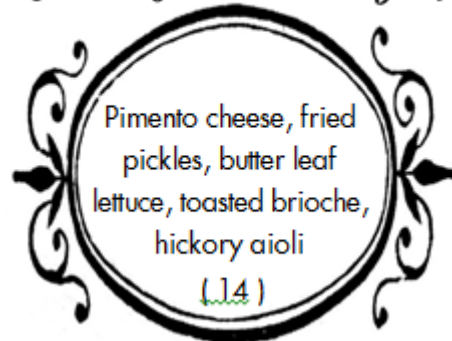 Pimento cheese, fried
pickles, butter leaf
lettuce, toasted brioche,
hickory aioli
( 14 )